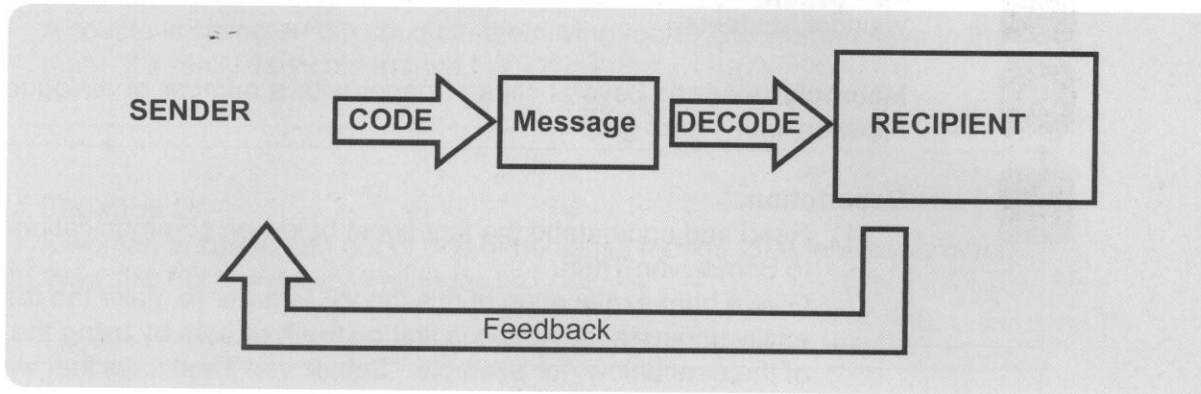 SENDER
CODE
Message
DECODE
RECIPIENT
Feedback